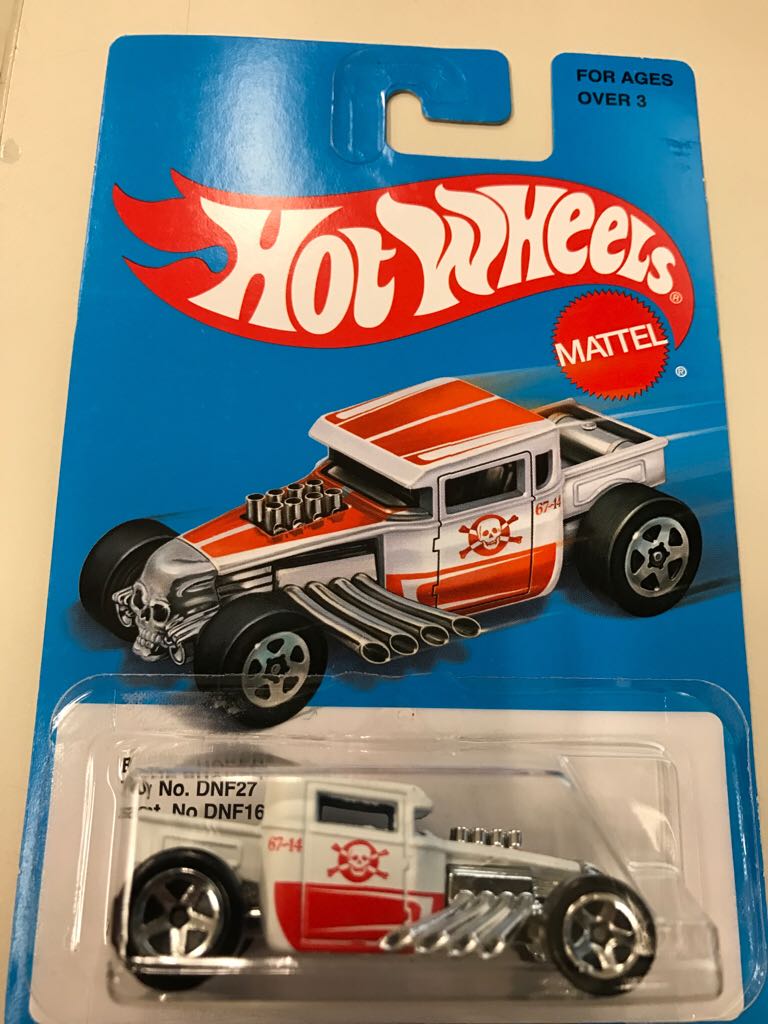 FOR AGES
OVER 3
HOT WHEELS®
MATTEL
®
67-14
No. DNF27
No DNF16
67-14